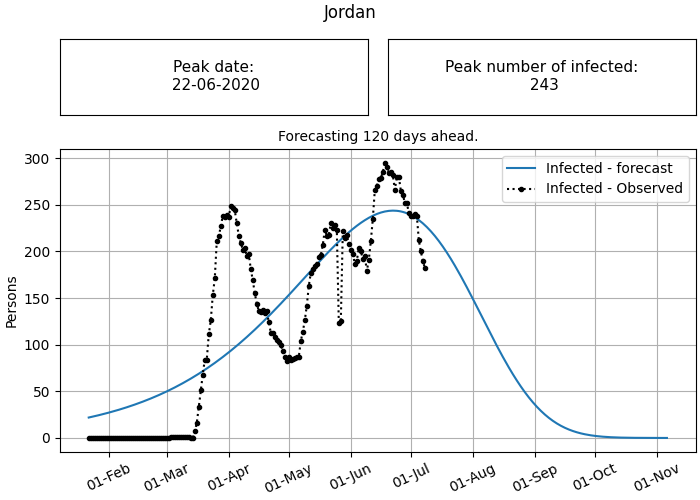 Jordan
Peak date:
22-06-2020
Peak number of infected:
243
Forecasting 120 days ahead.
Infected - forecast
Infected - Observed
Persons
300
250
200
150
100
50
0
01-Feb
01-Mar
01-Apr
01-May
01-Jun
01-Jul
01-Aug
01-Sep
01-Oct
01-Nov